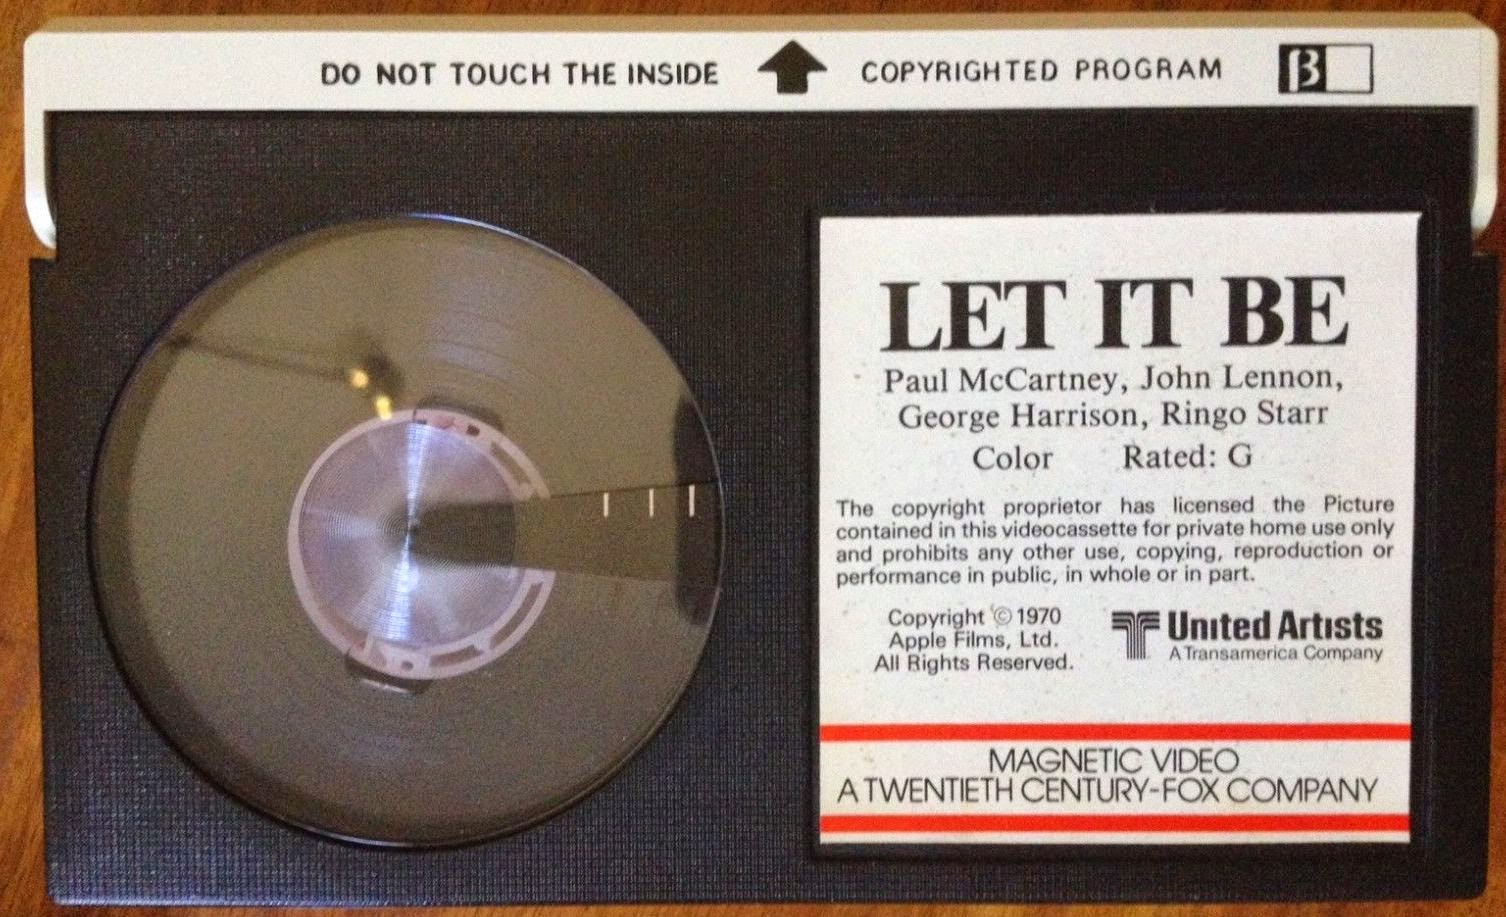 DO NOT TOUCH THE INSIDE COPYRIGHTED PROGRAM β
LET IT BE
Paul McCartney, John Lennon,
George Harrison, Ringo Starr
Color Rated: G
The copyright proprietor has licensed the Picture
contained in this videocassette for private home use only
and prohibits any other use, copying, reproduction or
performance in public, in whole or in part.
Copyright © 1970
Apple Films, Ltd.
All Rights Reserved.
United Artists
A Transamerica Company
MAGNETIC VIDEO
A TWENTIETH CENTURY-FOX COMPANY